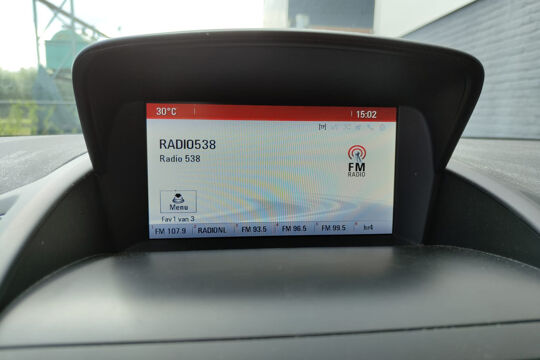 30°C 15:02
RADIO538
Radio 538
FM
RADIO
Menu
Fav 1 van 3
FM 107.9 RADIONL FM 93.5 FM 96.5 FM 99.5 hr4